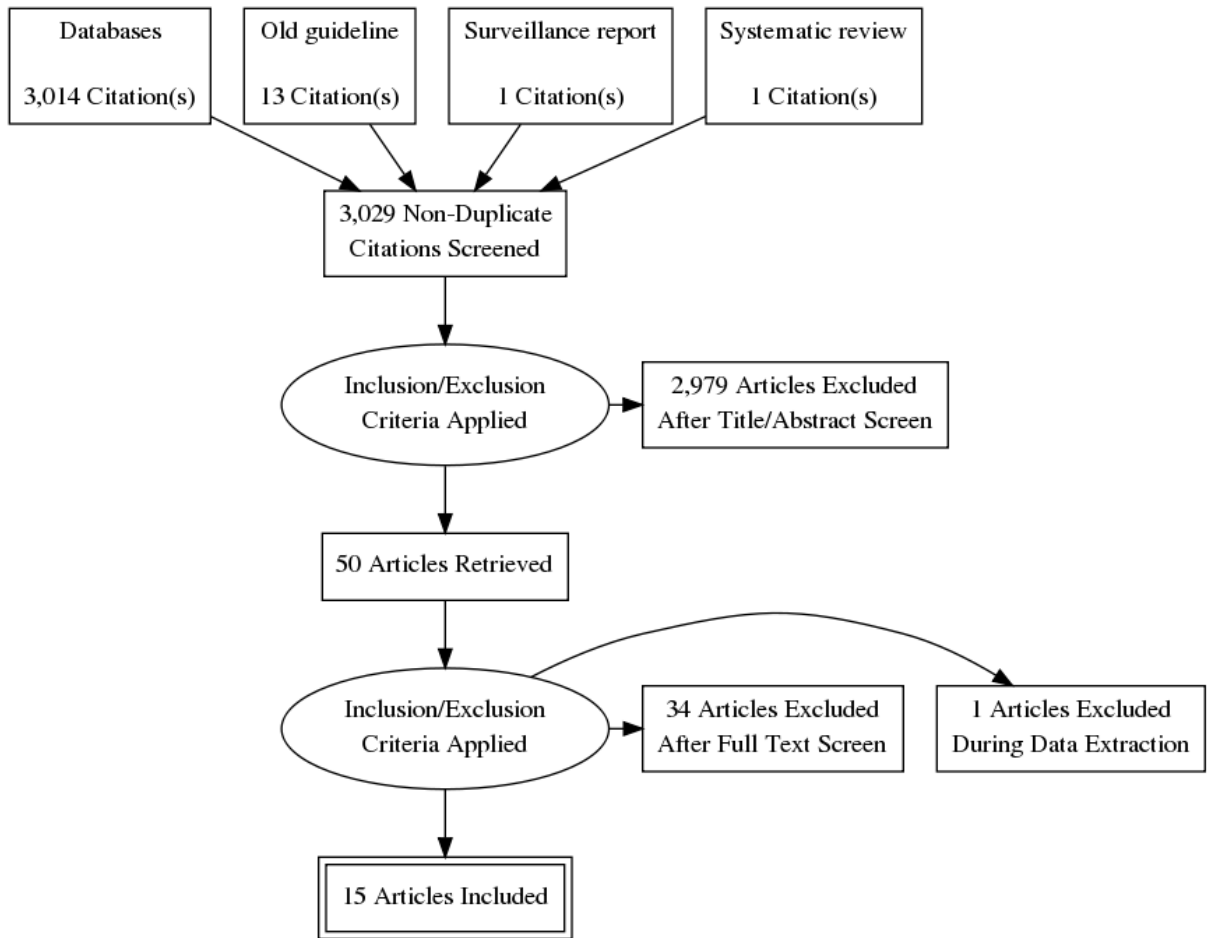 Databases
3,014 Citation(s)
Old guideline
13 Citation(s)
Surveillance report
1 Citation(s)
Systematic review
1 Citation(s)
3,029 Non-Duplicate
Citations Screened
Inclusion/Exclusion
Criteria Applied
2,979 Articles Excluded
After Title/Abstract Screen
50 Articles Retrieved
Inclusion/Exclusion
Criteria Applied
34 Articles Excluded
After Full Text Screen
1 Articles Excluded
During Data Extraction
15 Articles Included